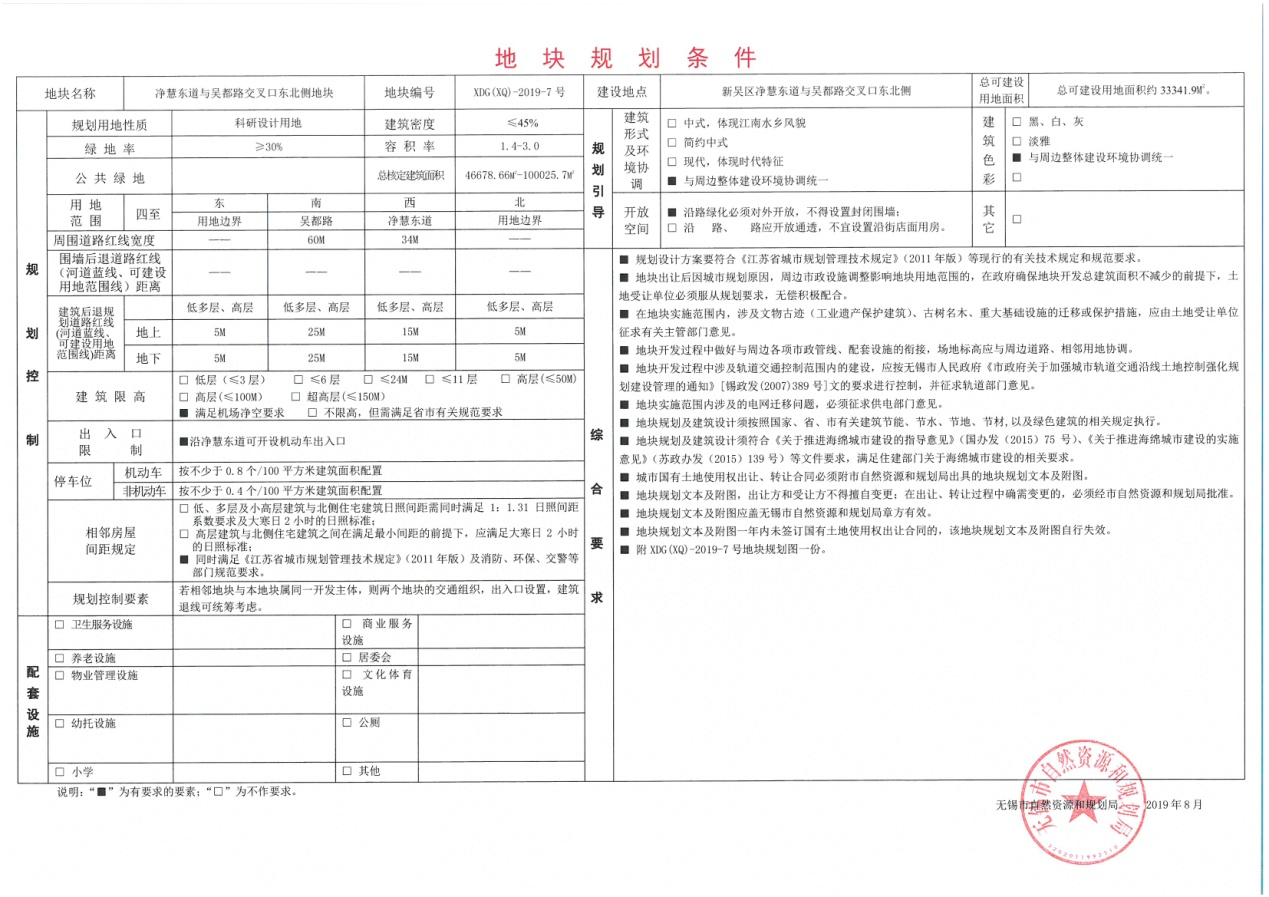 地 块 规 划 条 件
地块名称 净慧东道与吴都路交叉口东北侧地块 地块编号 XDG(XQ)-2019-7 号 建设地点 新吴区净慧东道与吴都路交叉口东北侧 总可建设用地面积 总可建设用地面积约 33341.9㎡。
规划控制
规划用地性质 科研设计用地 建筑密度 ≤45%
绿 地 率 ≥30% 容 积 率 1.4-3.0
公 共 绿 地 总核定建筑面积 46678.66㎡-100025.7㎡
用 地 范 围 四至 东 南 西 北
用地边界 吴都路 净慧东道 用地边界
周围道路红线宽度 —— 60M 34M ——
围墙后退道路红线
(河道蓝线、可建设
用地范围线)距离 —— —— —— ——
建筑后退规
划道路红线
(河道蓝线、
可建设用地
范围线)距离
低多层、高层 低多层、高层 低多层、高层 低多层、高层
地上 5M 25M 15M 5M
地下 5M 25M 15M 5M
建 筑 限 高
□ 低层 (≤3 层) □ ≤6 层 □ ≤24M □ ≤11 层 □ 高层(≤50M)
□ 高层(≤100M) □ 超高层(≤150M)
■ 满足机场净空要求 □ 不限高，但需满足省市有关规范要求
出 入 口
限 制
■沿净慧东道可开设机动车出入口
停车位 机动车 按不少于 0.8 个/100 平方米建筑面积配置
非机动车 按不少于 0.4 个/100 平方米建筑面积配置
相邻房屋
间距规定
□ 低、多层及小高层建筑与北侧住宅建筑日照间距需同时满足 1: 1.31 日照间距
系数要求及大寒日 2 小时的日照标准;
□ 高层建筑与北侧住宅建筑之间在满足最小间距的前提下，应满足大寒日 2 小时
的日照标准;
■ 同时满足《江苏省城市规划管理技术规定》(2011 年版) 及消防、环保、交警等
部门规范要求。
规划控制要素
若相邻地块与本地块属同一开发主体，则两个地块的交通组织，出入口设置，建筑
退线可统筹考虑。
配套设施
□ 卫生服务设施 □ 商业服务
设施
□ 养老设施 □ 居委会
□ 物业管理设施 □ 文化体育
设施
□ 幼托设施 □ 公厕
□ 小学 □ 其他
规划引导
建筑
形式
及环
境协
调
□ 中式，体现江南水乡风貌
□ 简约中式
□ 现代，体现时代特征
■ 与周边整体建设环境协调统一
建筑色彩
□ 黑、白、灰
□ 淡雅
■ 与周边整体建设环境协调统一
□
开放
空间
■ 沿路绿化必须对外开放，不得设置封闭围墙;
□ 沿 路、 路应开放通透，不宜设置沿街店面用房。
其它
□
综合要求
■ 规划设计方案要符合《江苏省城市规划管理技术规定》(2011 年版) 等现行的有关技术规定和规范要求。
■ 地块出让后因城市规划原因，周边市政设施调整影响地块用地范围的，在政府确保地块开发总建筑面积不减少的前提下，土
地受让单位必须服从规划要求，无偿积极配合。
■ 在地块实施范围内，涉及文物古迹（工业遗产保护建筑）、古树名木、重大基础设施的迁移或保护措施，应由土地受让单位
征求有关主管部门意见。
■ 地块开发过程中做好与周边各项市政管线、配套设施的衔接，场地标高应与周边道路、相邻用地协调。
■ 地块开发过程中涉及轨道交通控制范围内的建设，应按无锡市人民政府《市政府关于加强城市轨道交通沿线土地控制强化规
划建设管理的通知》[锡政发(2007)389 号]文的要求进行控制，并征求轨道部门意见。
■ 地块实施范围内涉及的电网迁移问题，必须征求供电部门意见。
■ 地块规划及建筑设计须按照国家、省、市有关建筑节能、节水、节地、节材,以及绿色建筑的相关规定执行。
■ 地块规划及建筑设计须符合《关于推进海绵城市建设的指导意见》(国办发（2015）75 号)、《关于推进海绵城市建设的实施
意见》(苏政办发（2015）139 号) 等文件要求，满足住建部门关于海绵城市建设的相关要求。
■ 城市国有土地使用权出让、转让合同必须附市自然资源和规划局出具的地块规划文本及附图。
■ 地块规划文本及附图，出让方和受让方不得擅自变更; 在出让、转让过程中确需变更的，必须经市自然资源和规划局批准。
■ 地块规划文本及附图应盖无锡市自然资源和规划局章方有效。
■ 地块规划文本及附图一年内未签订国有土地使用权出让合同的，该地块规划文本及附图自行失效。
■ 附 XDG(XQ)-2019-7 号地块规划图一份。
说明: “■” 为有要求的要素; “□” 为不作要求。
无锡市自然资源和规划局 2019 年 8 月
无锡市自然资源和规划局